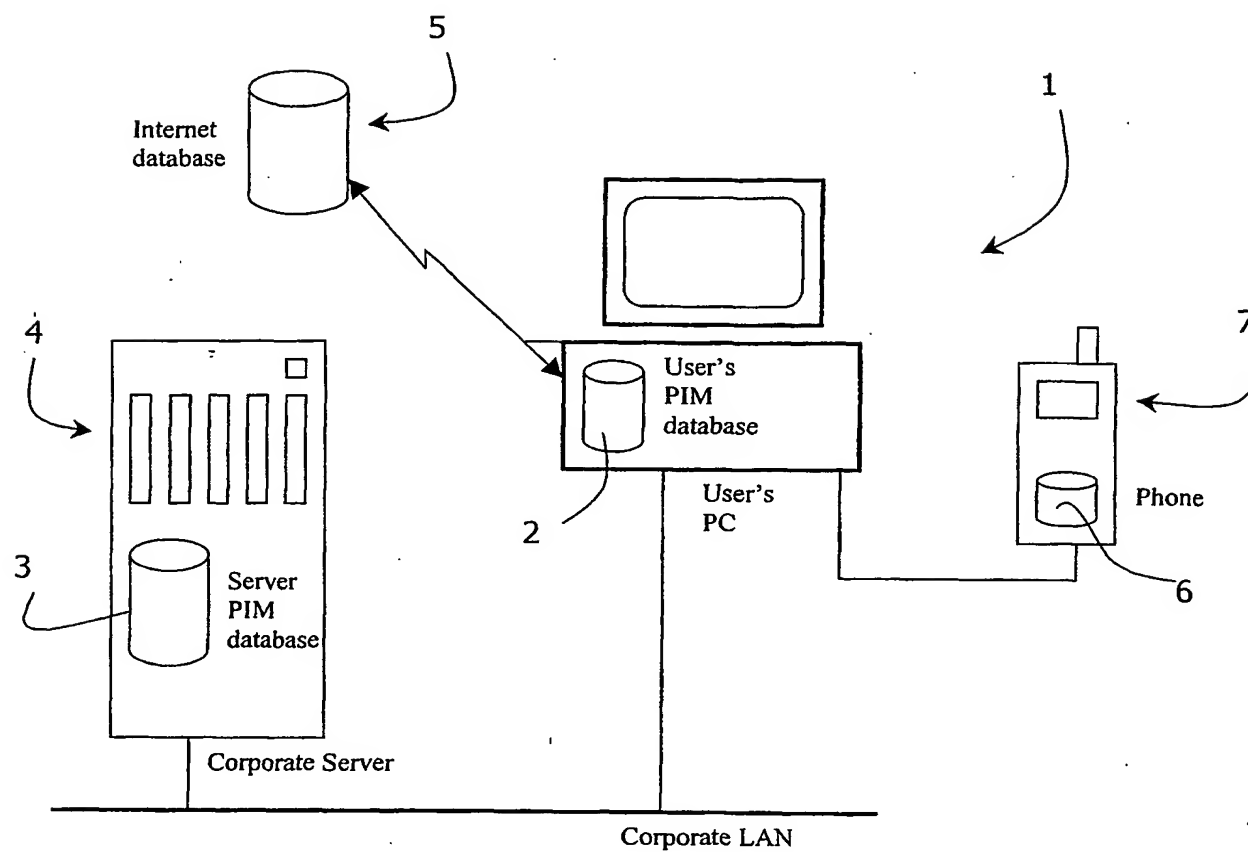 5
1
Internet
database
4
7
User's
PIM
database
User's
PC
Phone
2
6
3
Server
PIM
database
Corporate Server
Corporate LAN